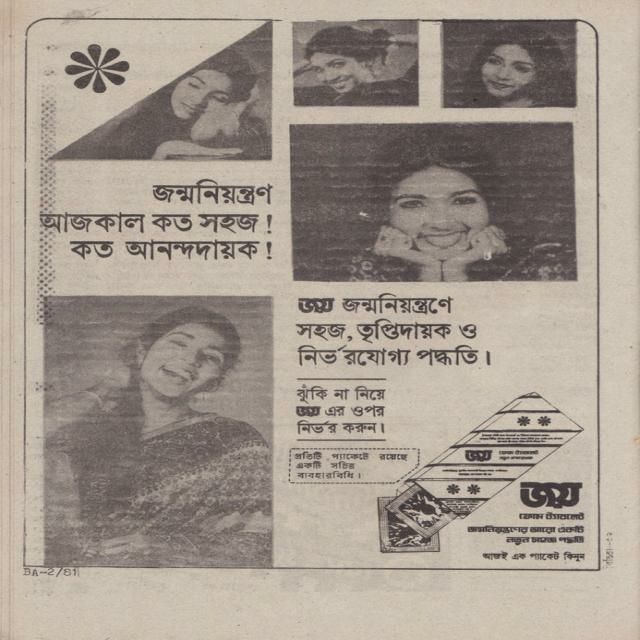 জন্মনিয়ন্ত্রণ
আজকাল কত সহজ!
কত আনন্দদায়ক!
জয় জন্মনিয়ন্ত্রণে
সহজ, তৃপ্তিদায়ক ও
নির্ভরযোগ্য পদ্ধতি।
ঝুঁকি না নিয়ে
জয় এর ওপর
নির্ভর করুন।
প্রতিটি প্যাকেটে রয়েছে
একটি সচিত্র
ব্যবহারবিধি।
জয়
জয়
ফোম ট্যাবলেট
জন্মনিয়ন্ত্রণের আরো একটি
নতুন সহজ পদ্ধতি
আজই এক প্যাকেট কিনুন
BA-2/81